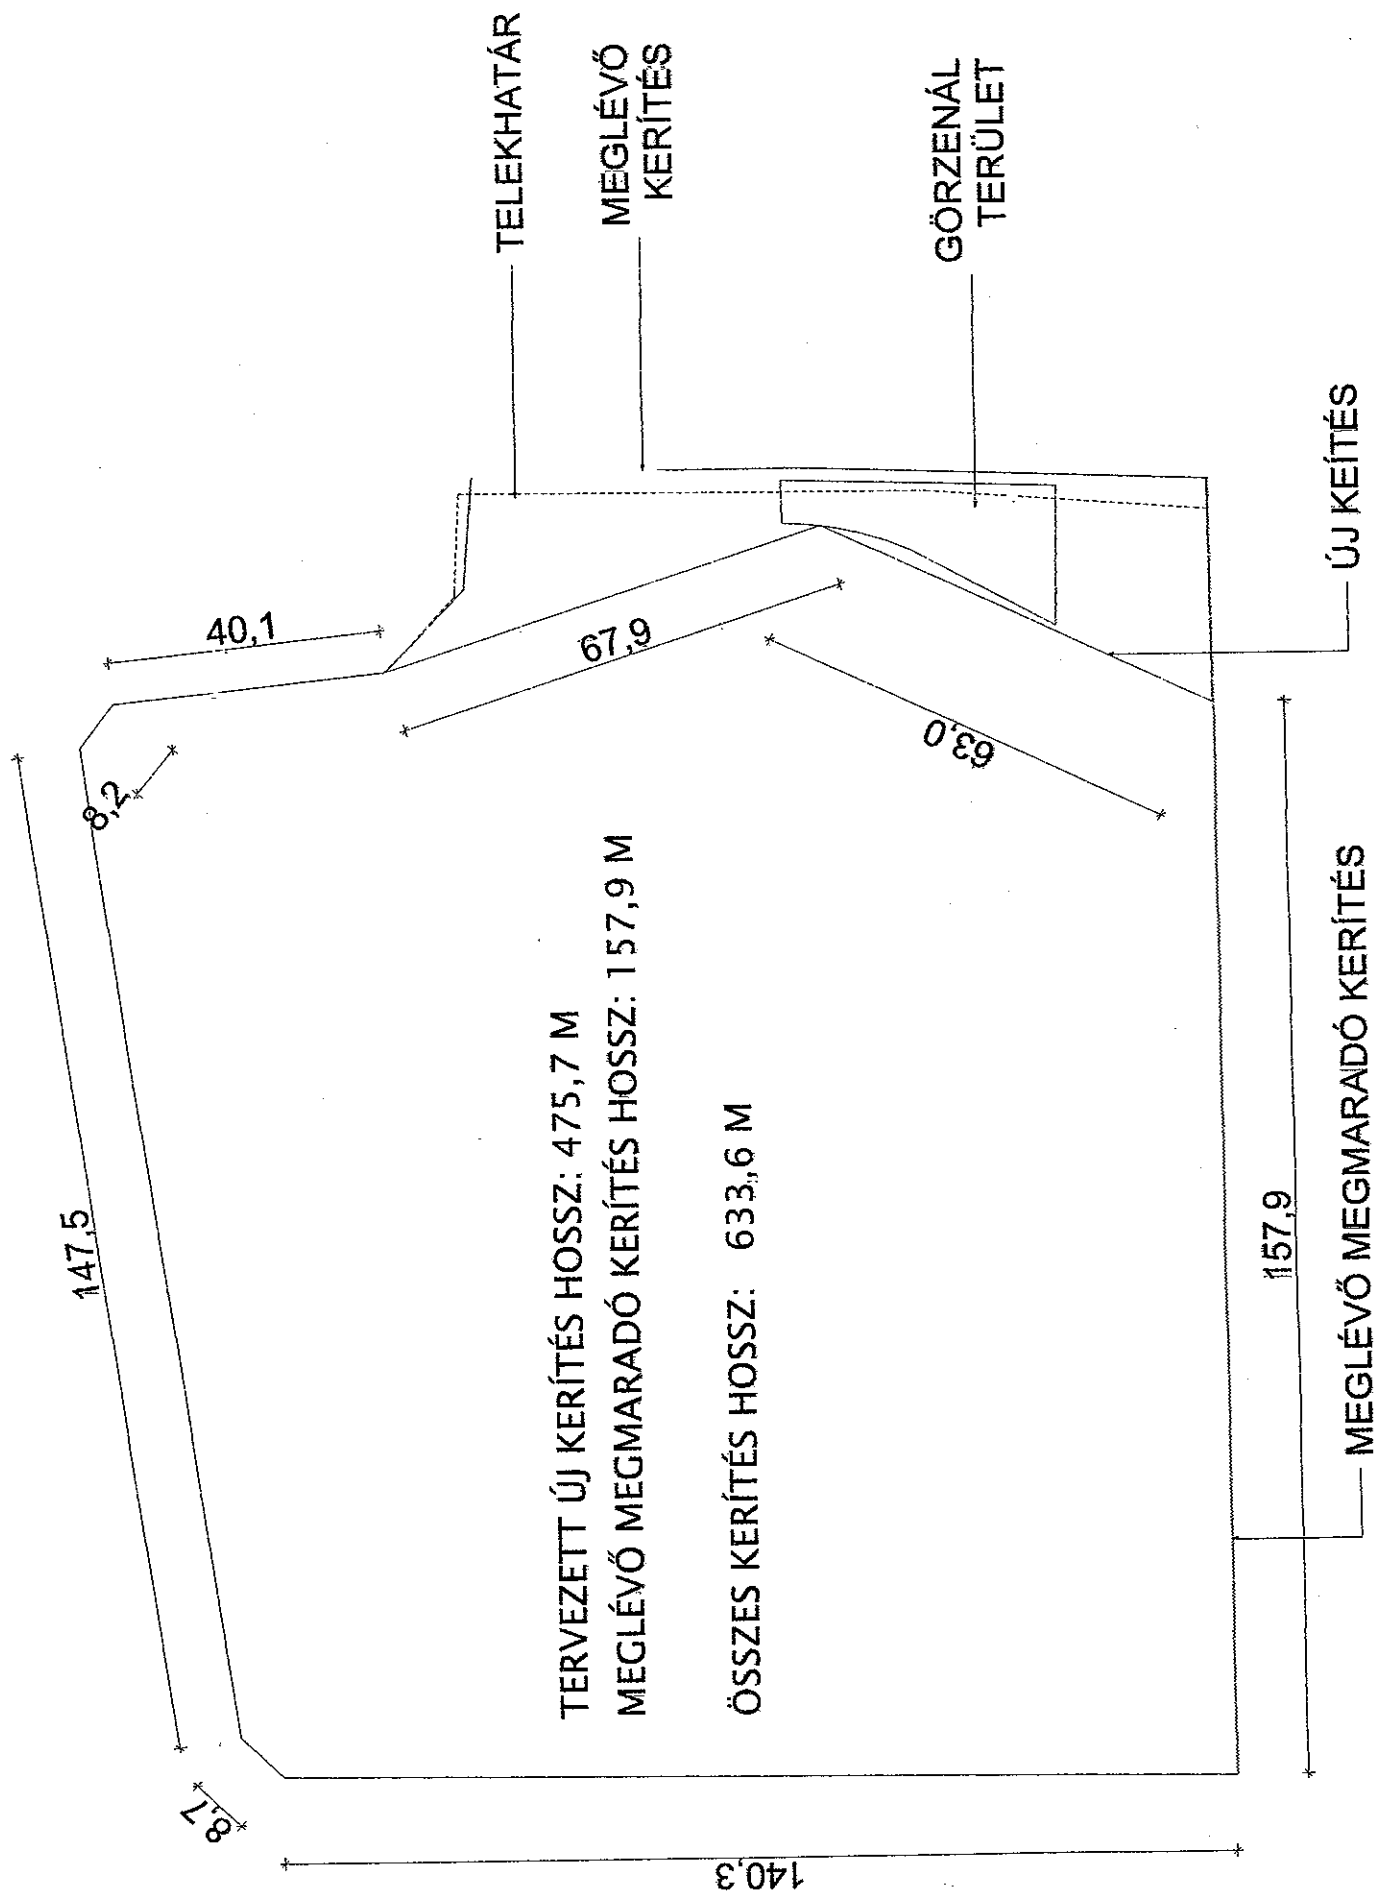 TELEKHATÁR
MEGLÉVŐ
KERÍTÉS
GÖRZENÁL
TERÜLET
ÚJ KEÍTÉS
40,1
67,9
63,0
8,2
147,5
8,7
140,3
157,9
TERVEZETT ÚJ KERÍTÉS HOSSZ: 475,7 M
MEGLÉVŐ MEGMARADÓ KERÍTÉS HOSSZ: 157,9 M
ÖSSZES KERÍTÉS HOSSZ: 633,6 M
MEGLÉVŐ MEGMARADÓ KERÍTÉS